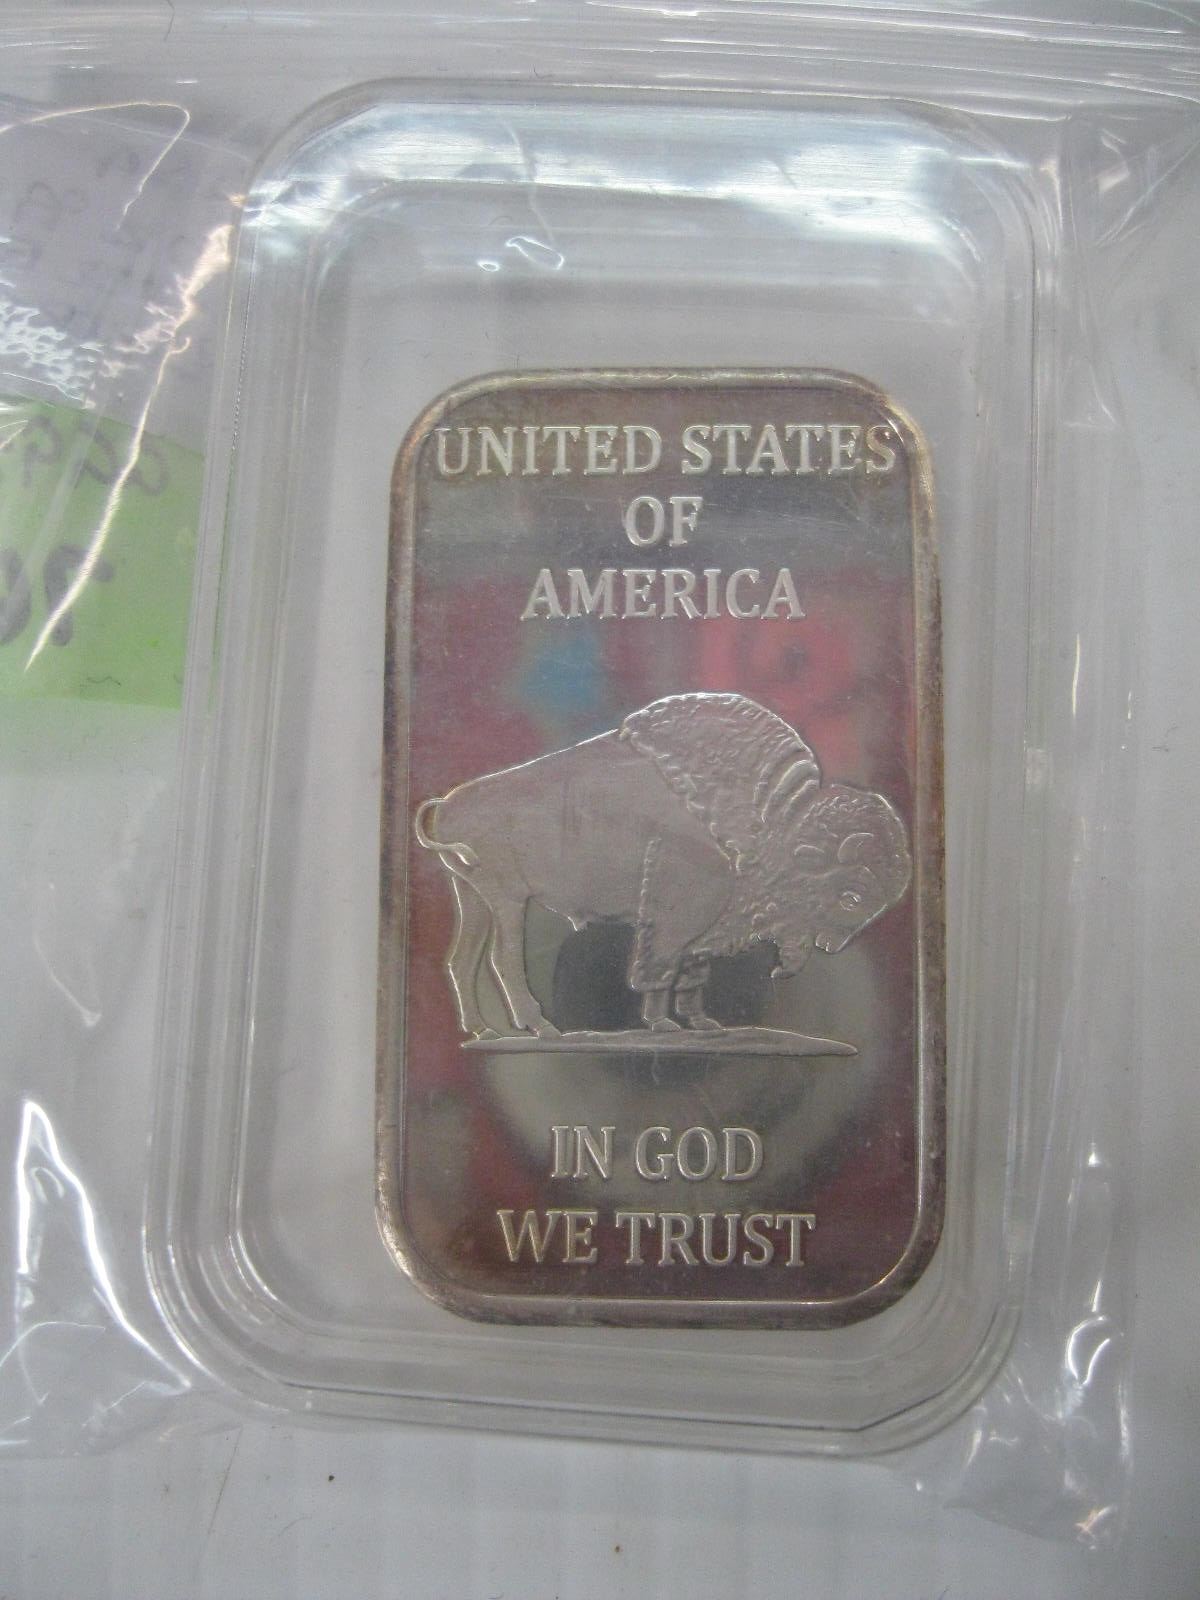 UNITED STATES
OF
AMERICA
IN GOD
WE TRUST